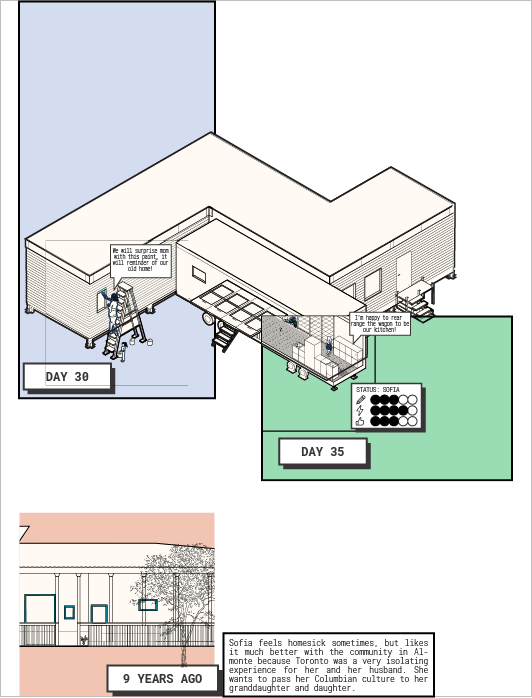 We will surprise mom
with this paint, it
will reminder of our
old home!
I'm happy to rear
range the wagon to be
our kitchen!
DAY 30
STATUS: SOFIA
DAY 35
9 YEARS AGO
Sofia feels homesick sometimes, but likes
it much better with the community in Al-
monte because Toronto was a very isolating
experience for her and her husband. She
wants to pass her Columbian culture to her
granddaughter and daughter.